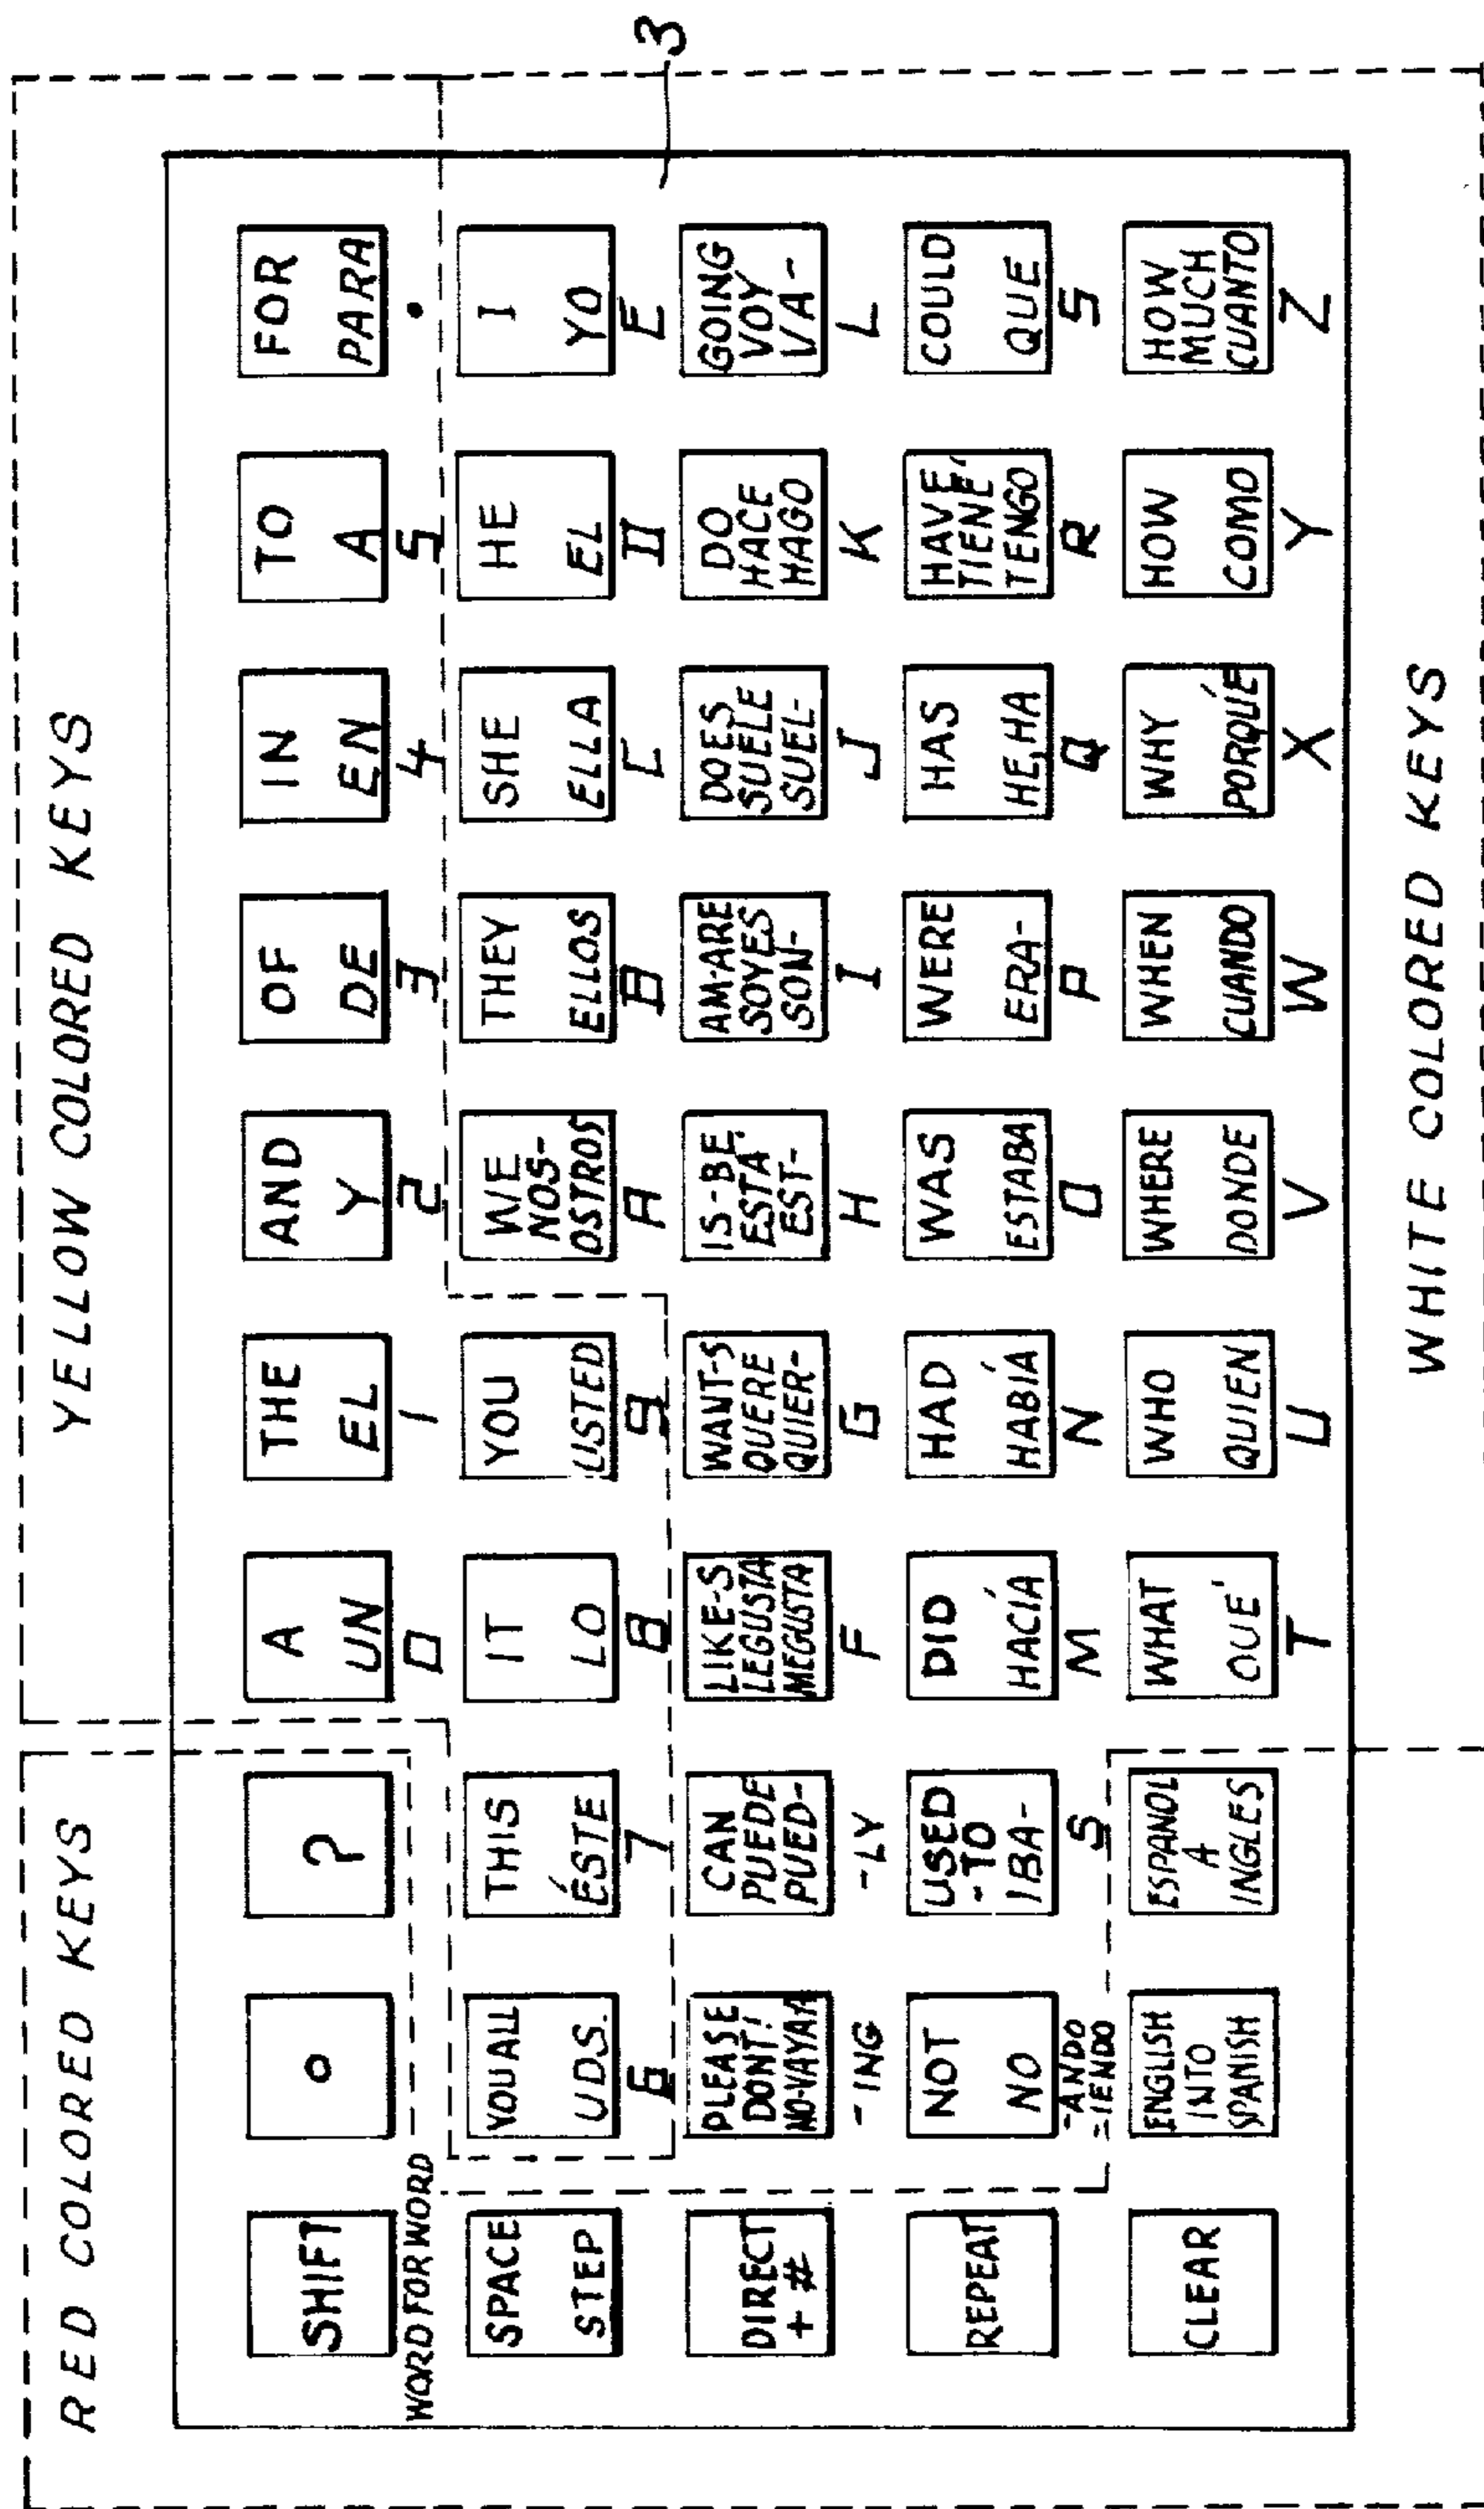 RED COLORED KEYS
YELLOW COLORED KEYS
3
SHIFT
WORD FOR WORD
?
A
UN
0
THE
EL
1
AND
Y
2
OF
DE
3
IN
EN
4
TO
A
5
FOR
PARA
.
SPACE
STEP
YOU ALL
UDS.
6
THIS
ÉSTE
7
IT
LO
8
YOU
USTED
9
WE
NOS-
OSTROS
A
THEY
ELLOS
B
SHE
ELLA
C
HE
EL
D
I
YO
E
DIRECT
+ #
PLEASE
DONT!
NO-VAYAN
-ING
CAN
PUEDE
PUED-
-LY
LIKE-S
LEGUSTA
MEGUSTA
F
WANT-S
QUERE
QUIER-
G
IS-BE
ESTÁ
EST-
H
AM-ARE
SOYES
SON-
I
DOES
SUELE
SUEL-
J
DO
HACE
HAGO
K
GOING
VOY
VA-
L
REPEAT
NOT
NO
-ANDO
-IENDO
USED
-TO
IBA-
S
DID
HACÍA
M
HAD
HABÍA
N
WAS
ESTABA
O
WERE
ERA-
P
HAS
HE,HA
Q
HAVE
TIENE,
TENGO
R
COULD
QUE
S
CLEAR
ENGLISH
INTO
SPANISH
ESPANOL
A
INGLES
WHAT
QUÉ
T
WHO
QUIEN
U
WHERE
DONDE
V
WHEN
CUANDO
W
WHY
PORQUÉ
X
HOW
COMO
Y
HOW
MUCH
CUANTO
Z
WHITE COLORED KEYS